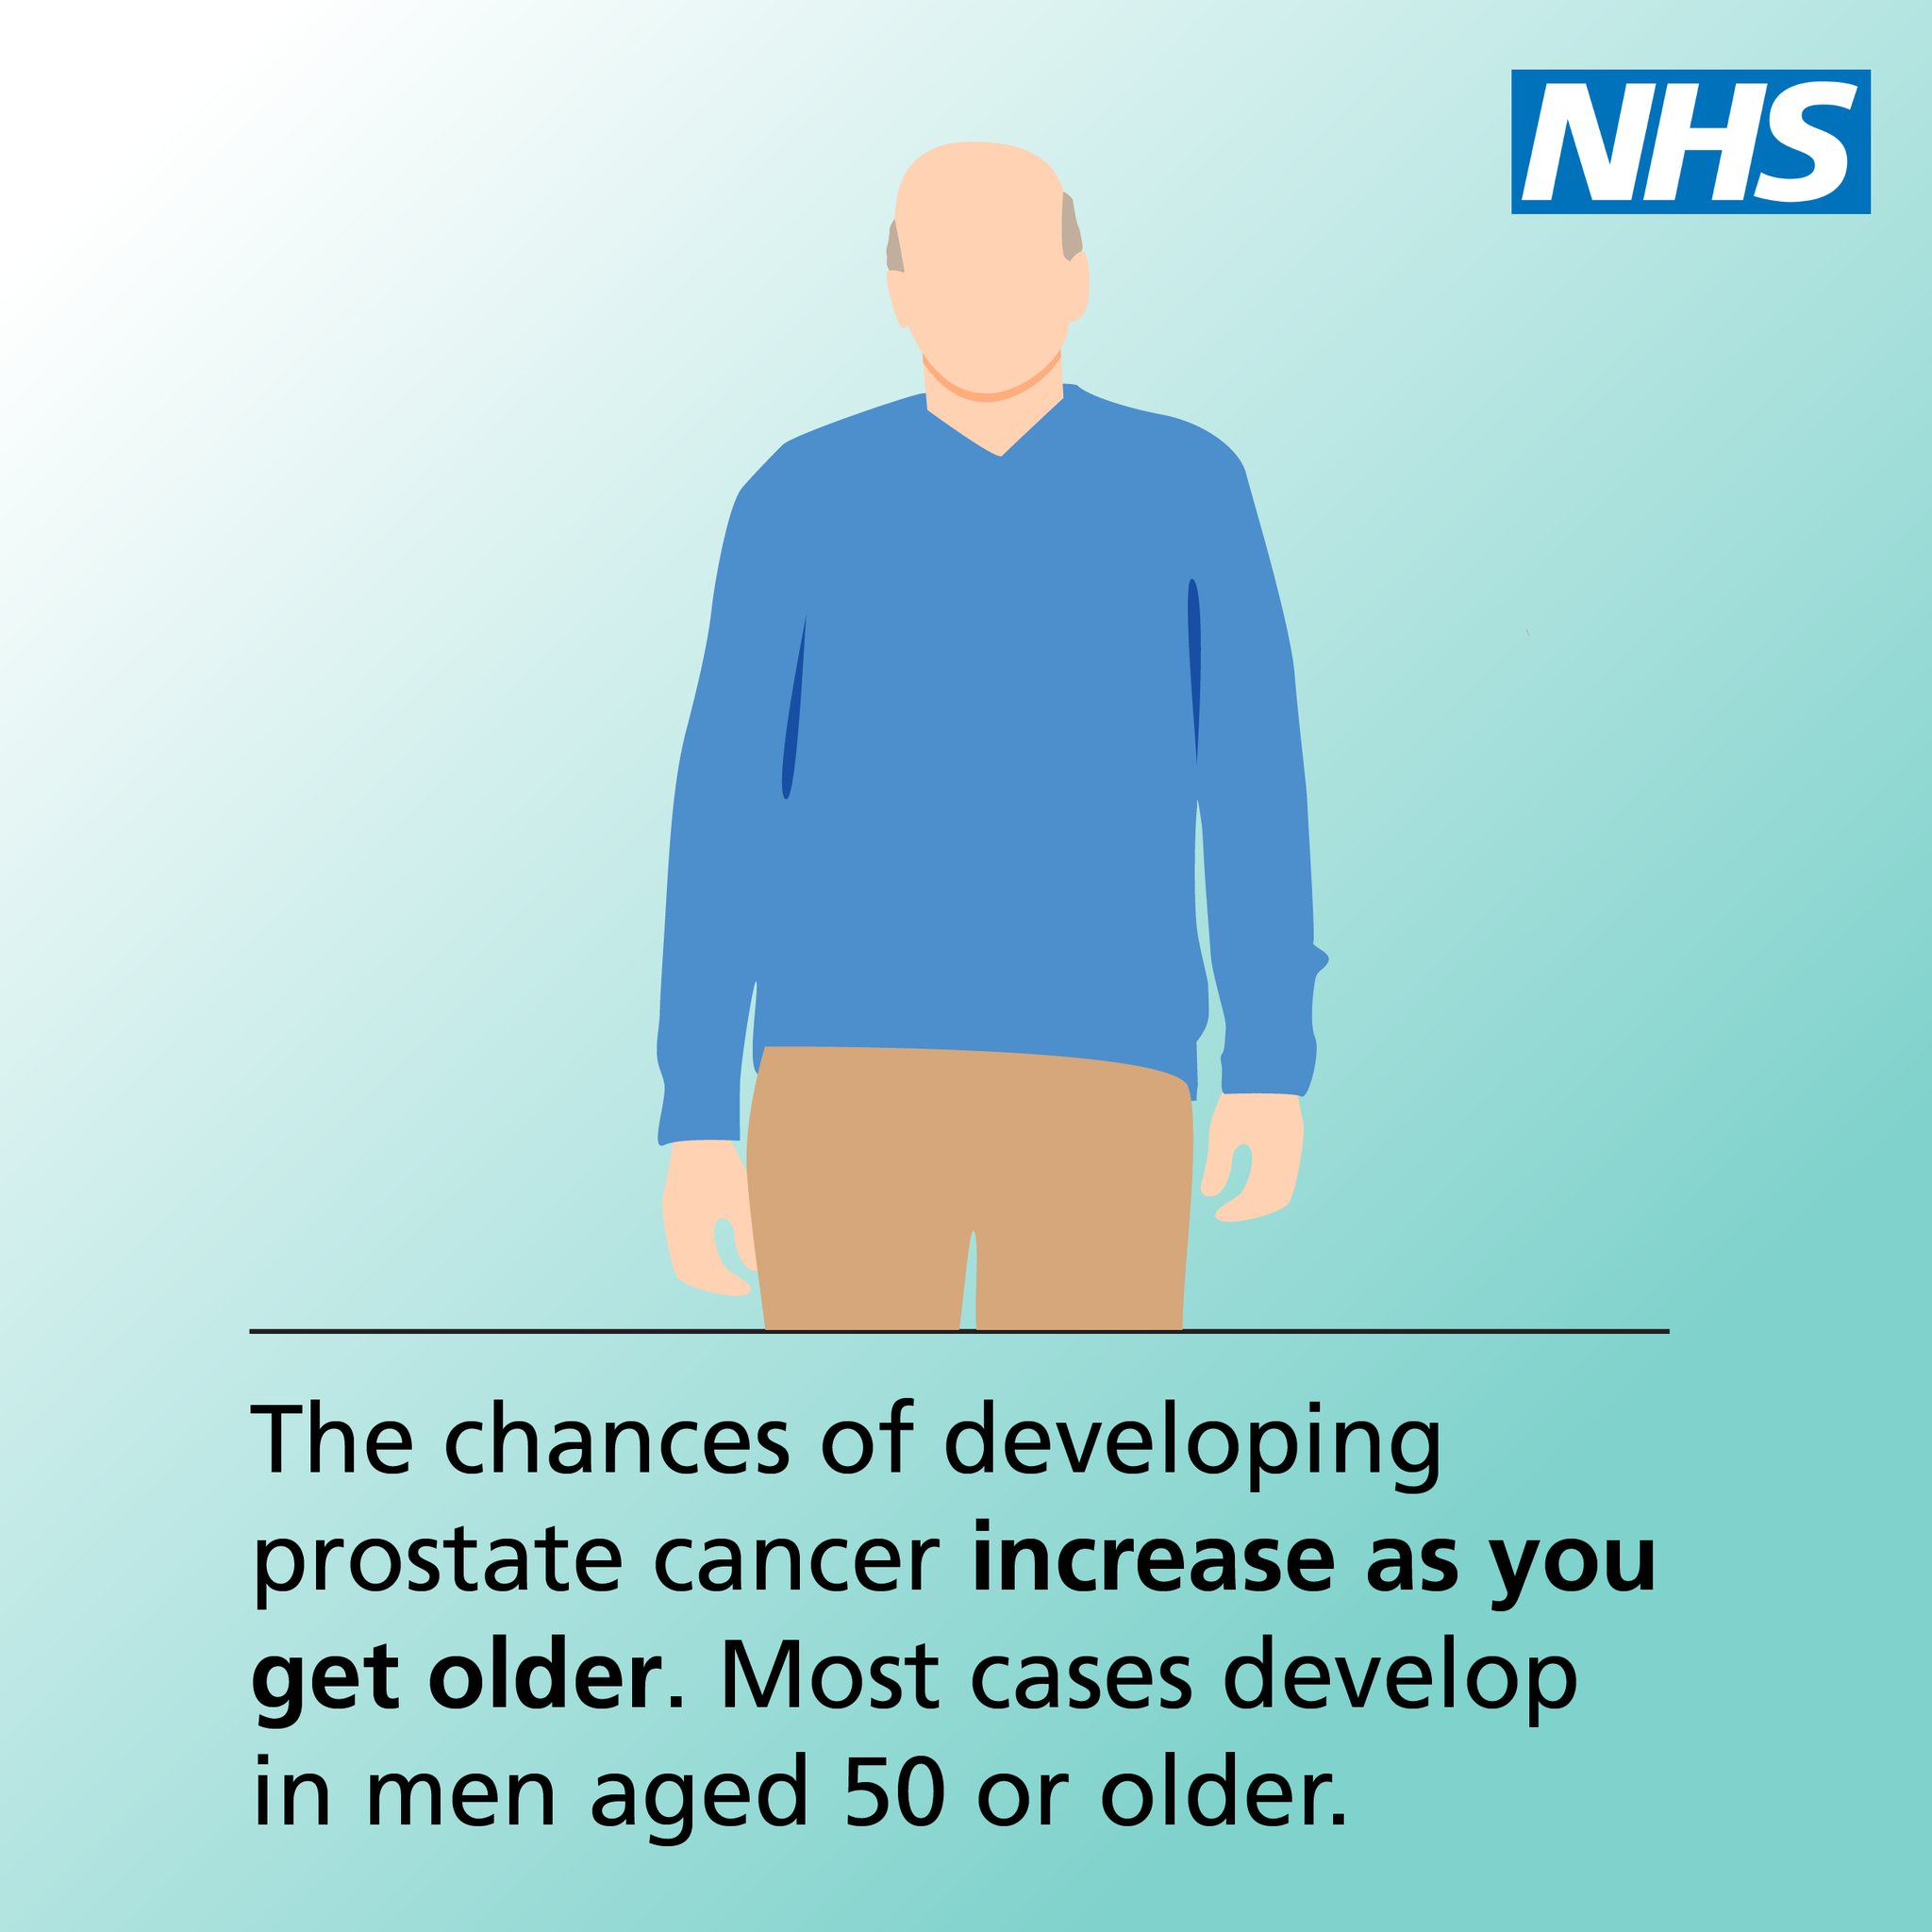 NHS
The chances of developing
prostate cancer increase as you
get older. Most cases develop
in men aged 50 or older.